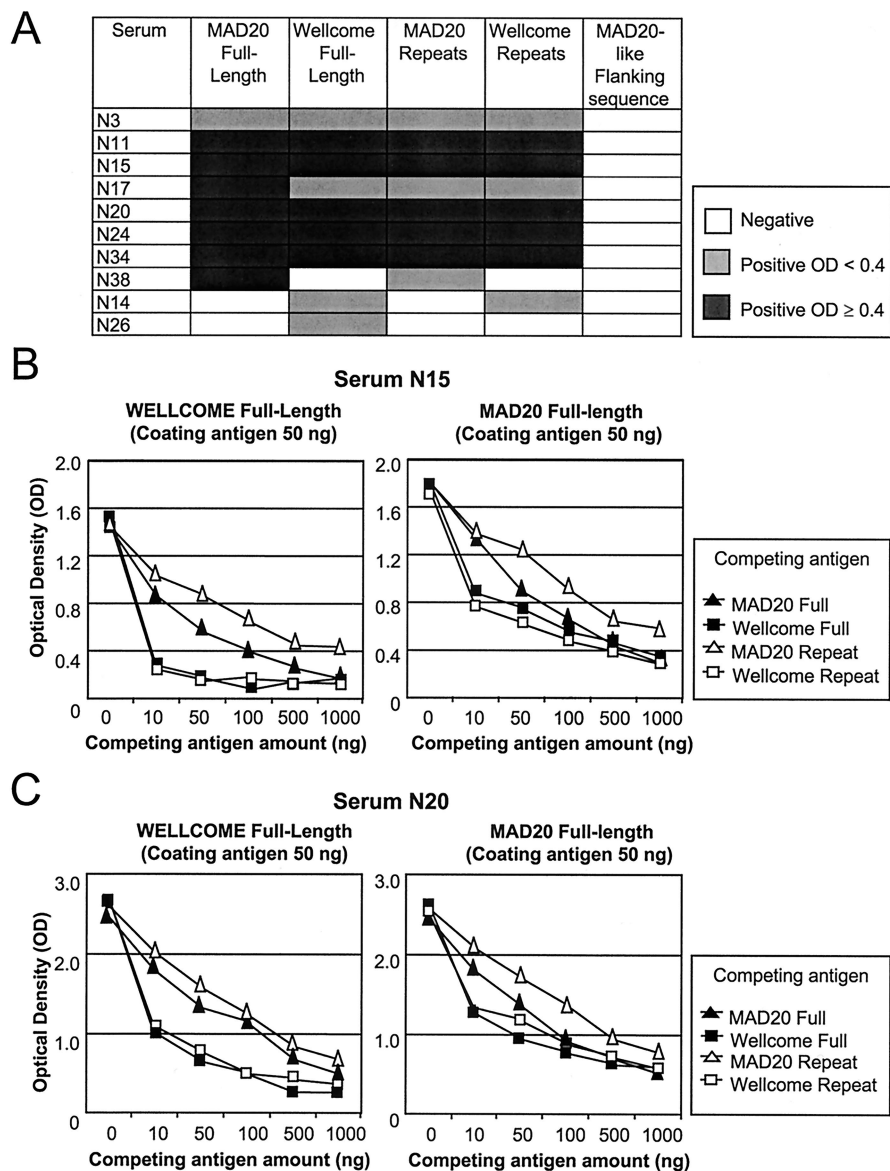 A
Serum MAD20 Full-Length Wellcome Full-Length MAD20 Repeats Wellcome Repeats MAD20-like Flanking sequence
N3
N11
N15
N17
N20
N24
N34
N38
N14
N26
Negative
Positive OD < 0.4
Positive OD ≥ 0.4
B
Serum N15
WELLCOME Full-Length
(Coating antigen 50 ng)
MAD20 Full-length
(Coating antigen 50 ng)
Optical Density (OD)
2.0
1.6
1.2
0.8
0.4
0
0 10 50 100 500 1000
Competing antigen amount (ng)
2.0
1.6
1.2
0.8
0.4
0
0 10 50 100 500 1000
Competing antigen amount (ng)
Competing antigen
MAD20 Full
Wellcome Full
MAD20 Repeat
Wellcome Repeat
C
Serum N20
WELLCOME Full-Length
(Coating antigen 50 ng)
MAD20 Full-length
(Coating antigen 50 ng)
Optical Density (OD)
3.0
2.0
1.0
0
0 10 50 100 500 1000
Competing antigen amount (ng)
3.0
2.0
1.0
0
0 10 50 100 500 1000
Competing antigen amount (ng)
Competing antigen
MAD20 Full
Wellcome Full
MAD20 Repeat
Wellcome Repeat